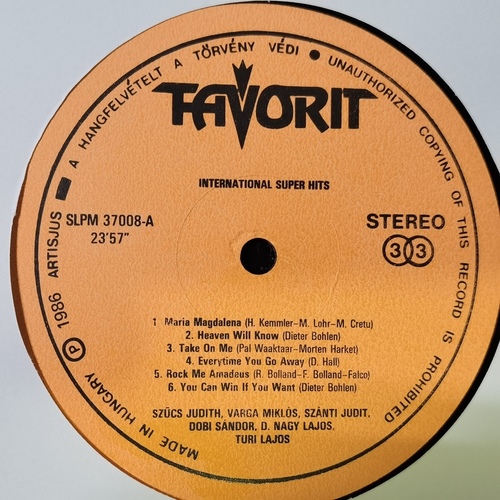 A HANGFELVÉTELT A TÖRVÉNY VÉDI • UNAUTHORIZED COPYING OF THIS RECORD IS PROHIBITED
FAVORIT
INTERNATIONAL SUPER HITS
SLPM 37008-A
23'57"
STEREO
33
1 Maria Magdalena (H. Kemmler–M. Lohr–M. Cretu)
2. Heaven Will Know (Dieter Bohlen)
3. Take On Me (Pal Waaktaar–Morten Harket)
4. Everytime You Go Away (D. Hall)
5. Rock Me Amadeus (R. Bolland–F. Bolland–Falco)
6. You Can Win If You Want (Dieter Bohlen)
SZŰCS JUDITH, VARGA MIKLÓS, SZÁNTI JUDIT,
DOBI SÁNDOR, D. NAGY LAJOS,
TURI LAJOS
MADE IN HUNGARY Ⓟ 1986 ARTISJUS